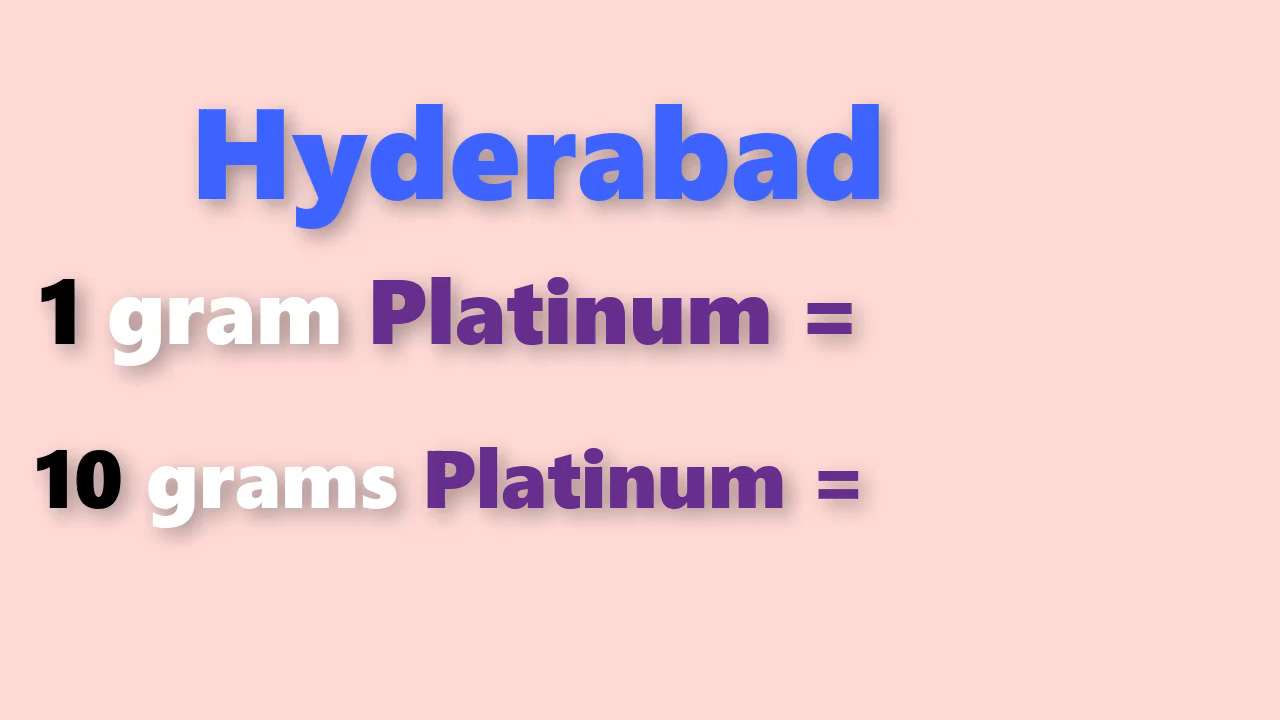 Hyderabad
1 gram Platinum =
10 grams Platinum =